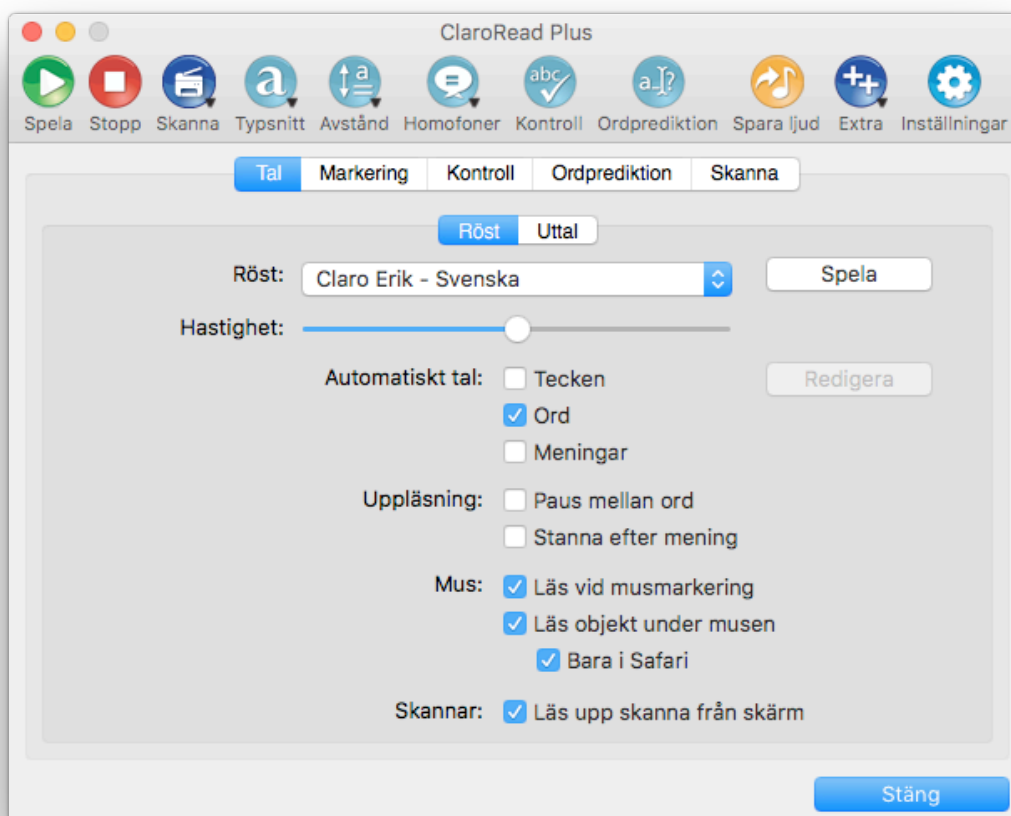 ClaroRead Plus
a a abc a..? ++
Spela Stopp Skanna Typsnitt Avstånd Homofoner Kontroll Ordprediktion Spara ljud Extra Inställningar
Tal Markering Kontroll Ordprediktion Skanna
Röst Uttal
Röst: Claro Erik - Svenska Spela
Hastighet:
Automatiskt tal: Tecken Redigera
Ord
Meningar
Uppläsning: Paus mellan ord
Stanna efter mening
Mus: Läs vid musmarkering
Läs objekt under musen
Bara i Safari
Skannar: Läs upp skanna från skärm
Stäng